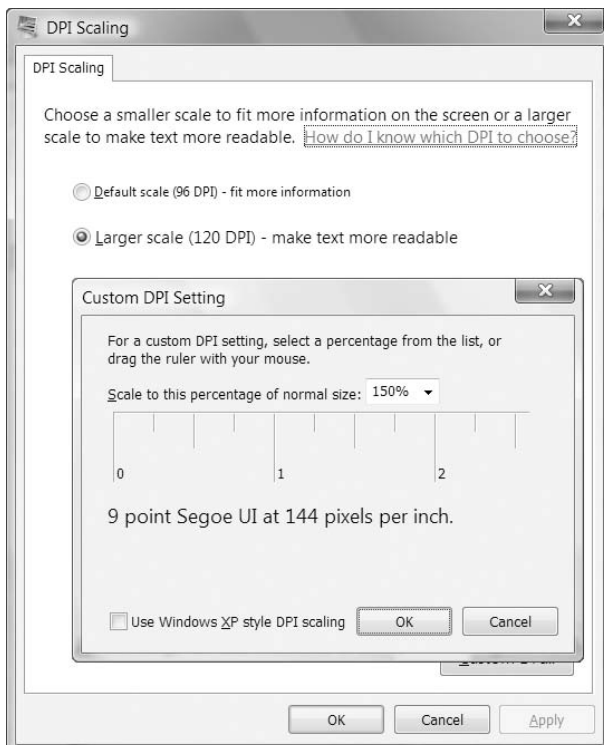 DPI Scaling
DPI Scaling
Choose a smaller scale to fit more information on the screen or a larger
scale to make text more readable. How do I know which DPI to choose?
Default scale (96 DPI) - fit more information
Larger scale (120 DPI) - make text more readable
Custom DPI Setting
For a custom DPI setting, select a percentage from the list, or
drag the ruler with your mouse.
Scale to this percentage of normal size: 150%
0 1 2
9 point Segoe UI at 144 pixels per inch.
Use Windows XP style DPI scaling OK Cancel
OK Cancel Apply